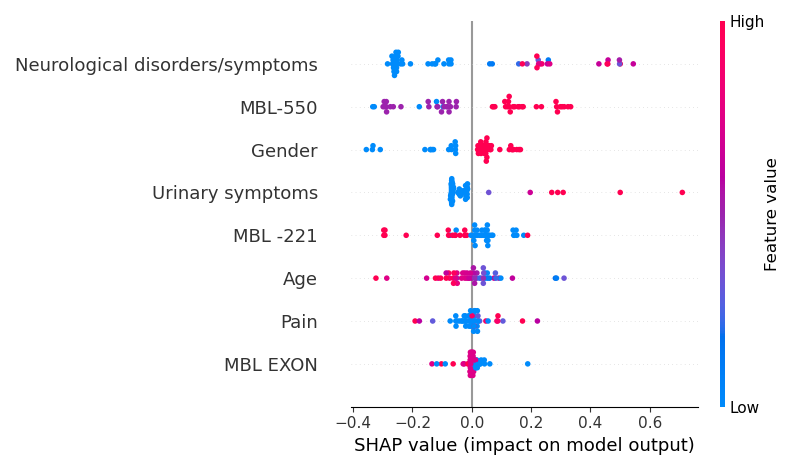 High
Neurological disorders/symptoms
MBL-550
Gender
Urinary symptoms
MBL -221
Age
Pain
MBL EXON
Feature value
Low
−0.4 −0.2 0.0 0.2 0.4 0.6
SHAP value (impact on model output)